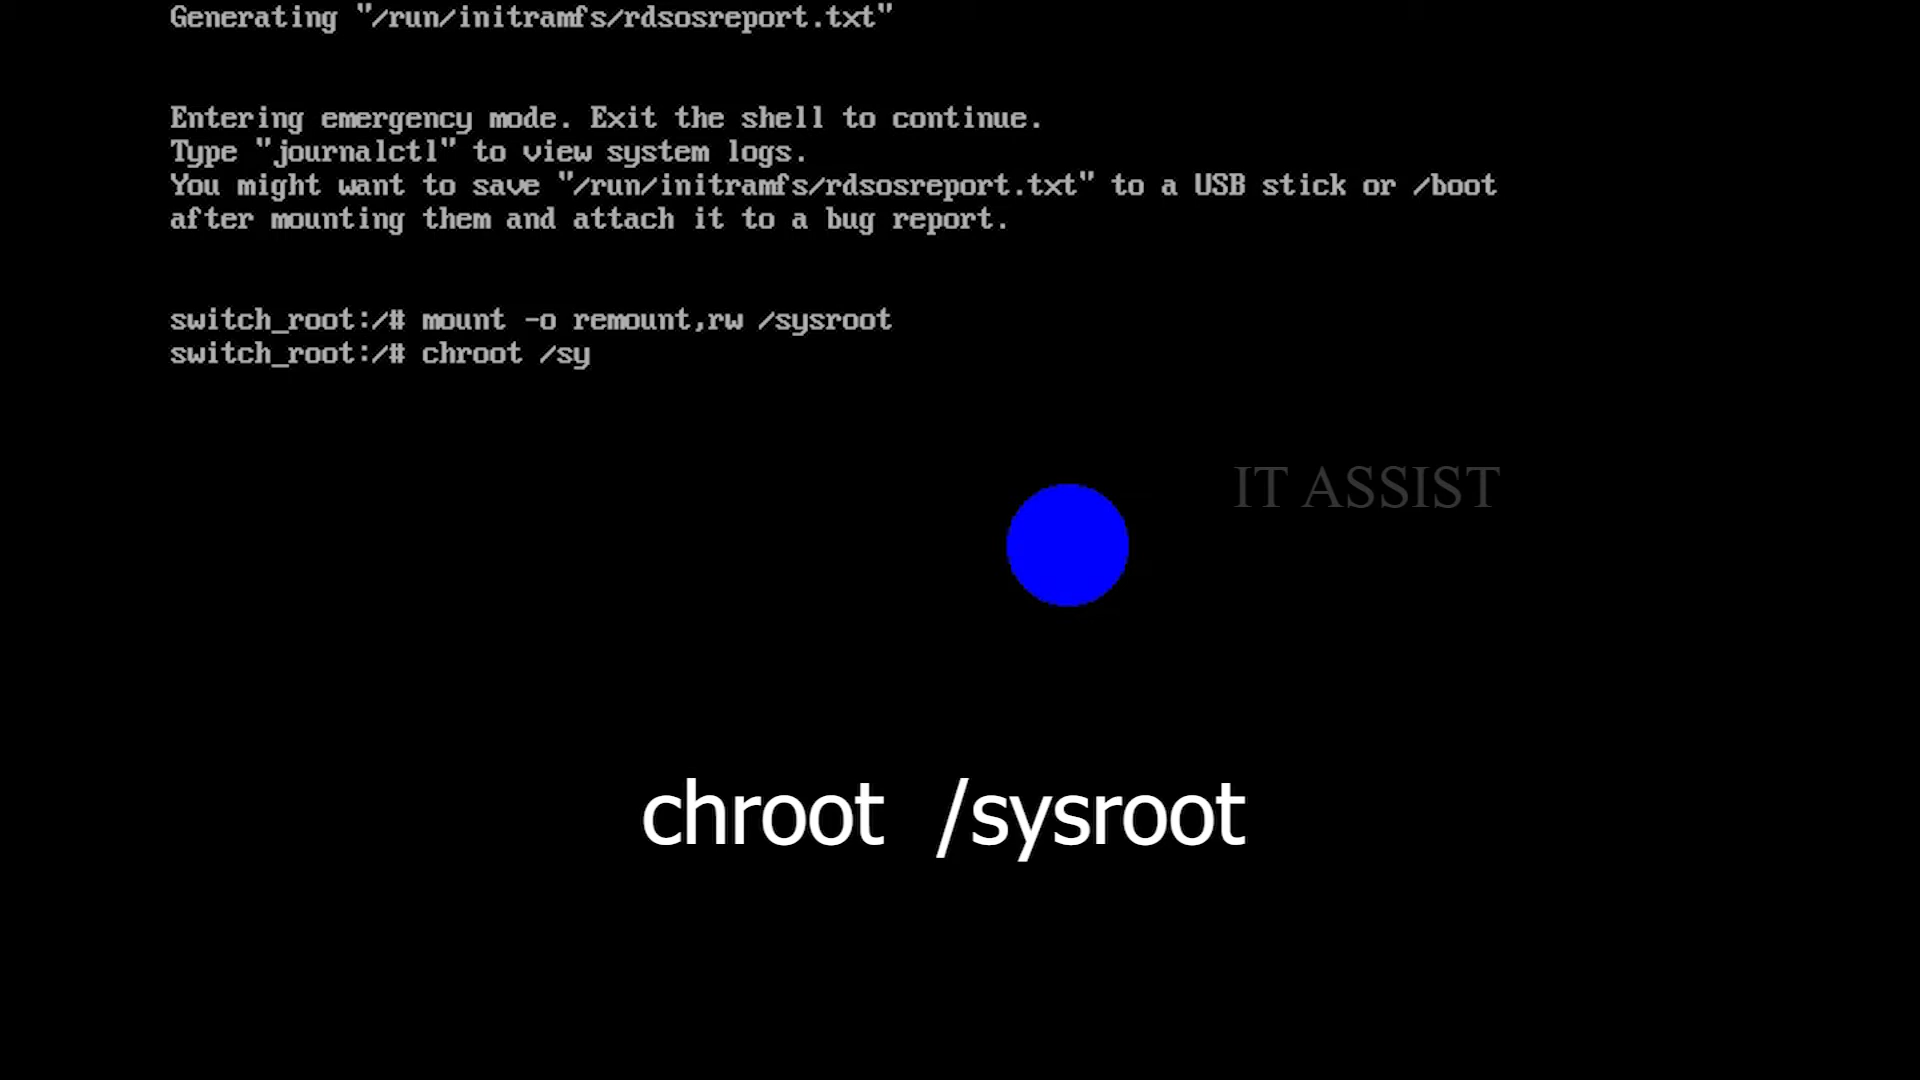 Generating "/run/initramfs/rdsosreport.txt"
Entering emergency mode. Exit the shell to continue.
Type "journalctl" to view system logs.
You might want to save "/run/initramfs/rdsosreport.txt" to a USB stick or /boot
after mounting them and attach it to a bug report.
switch_root:/# mount -o remount,rw /sysroot
switch_root:/# chroot /sy
IT ASSIST
chroot /sysroot